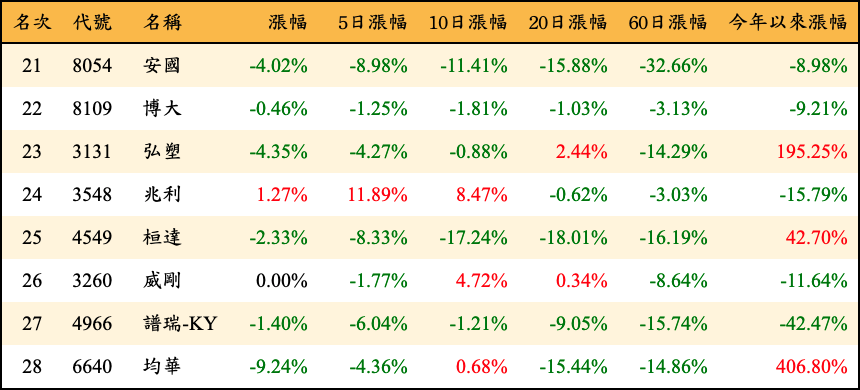 名次 代號 名稱 漲幅 5日漲幅 10日漲幅 20日漲幅 60日漲幅 今年以來漲幅
21 8054 安國 -4.02% -8.98% -11.41% -15.88% -32.66% -8.98%
22 8109 博大 -0.46% -1.25% -1.81% -1.03% -3.13% -9.21%
23 3131 弘塑 -4.35% -4.27% -0.88% 2.44% -14.29% 195.25%
24 3548 兆利 1.27% 11.89% 8.47% -0.62% -3.03% -15.79%
25 4549 桓達 -2.33% -8.33% -17.24% -18.01% -16.19% 42.70%
26 3260 威剛 0.00% -1.77% 4.72% 0.34% -8.64% -11.64%
27 4966 譜瑞-KY -1.40% -6.04% -1.21% -9.05% -15.74% -42.47%
28 6640 均華 -9.24% -4.36% 0.68% -15.44% -14.86% 406.80%